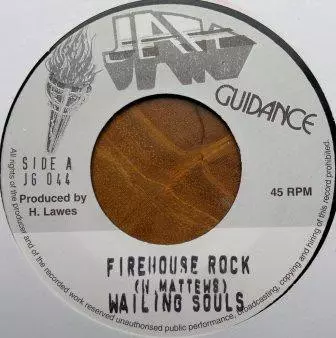 JAH
GUIDANCE
SIDE A
JG 044
Produced by
H. Lawes
45 RPM
FIREHOUSE ROCK
(W MATTEWS)
WAILING SOULS
All rights of the producer and of the owner of the recorded work reserved unauthorised public performance, broadcasting, copying and hiring of this record prohibited.